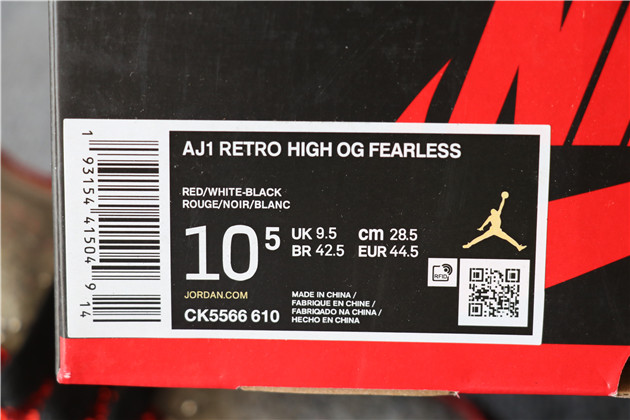 AJ1 RETRO HIGH OG FEARLESS
RED/WHITE-BLACK
ROUGE/NOIR/BLANC
10 5
UK 9.5 cm 28.5
BR 42.5 EUR 44.5
JORDAN.COM
CK5566 610
MADE IN CHINA /
FABRIQUE EN CHINE /
FABRIQADO NA CHINA /
HECHO EN CHINA
RFID
1 93154 41504 9 14